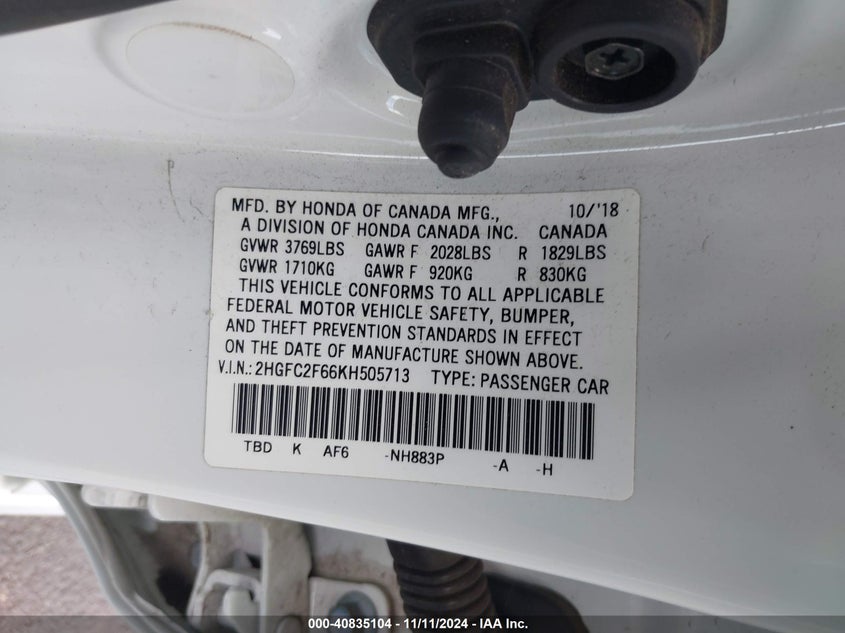 MFD. BY HONDA OF CANADA MFG., 10/'18
A DIVISION OF HONDA CANADA INC. CANADA
GVWR 3769LBS GAWR F 2028LBS R 1829LBS
GVWR 1710KG GAWR F 920KG R 830KG
THIS VEHICLE CONFORMS TO ALL APPLICABLE
FEDERAL MOTOR VEHICLE SAFETY, BUMPER,
AND THEFT PREVENTION STANDARDS IN EFFECT
ON THE DATE OF MANUFACTURE SHOWN ABOVE.
V.I.N.: 2HGFC2F66KH505713 TYPE: PASSENGER CAR
TBD K AF6 -NH883P -A -H
000-40835104 - 11/11/2024 - IAA Inc.